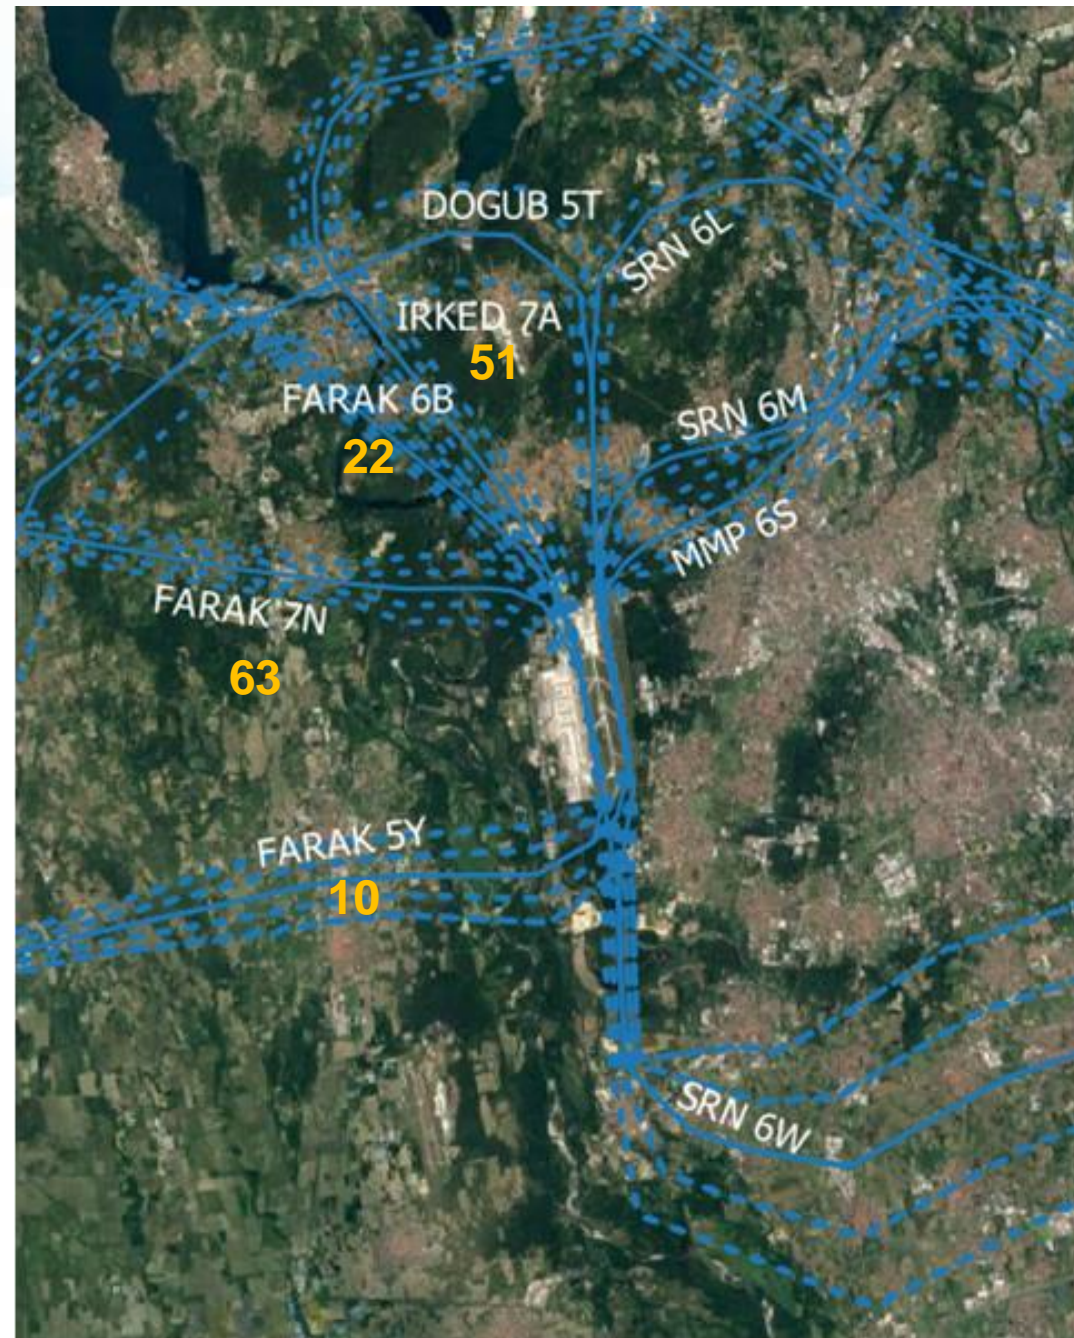 DOGUB 5T
SRN 6L
IRKED 7A
51
FARAK 6B
22
SRN 6M
MMP 6S
FARAK 7N
63
FARAK 5Y
10
SRN 6W